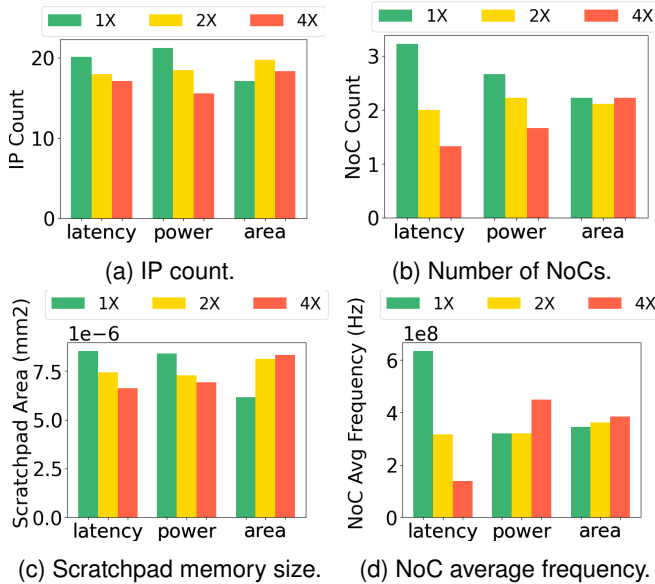 1X 2X 4X
IP Count
20
10
0
latency power area
(a) IP count.
1X 2X 4X
NoC Count
3
2
1
0
latency power area
(b) Number of NoCs.
1X 2X 4X
Scratchpad Area (mm2)
1e−6
7.5
5.0
2.5
0.0
latency power area
(c) Scratchpad memory size.
1X 2X 4X
NoC Avg Frequency (Hz)
1e8
6
4
2
0
latency power area
(d) NoC average frequency.